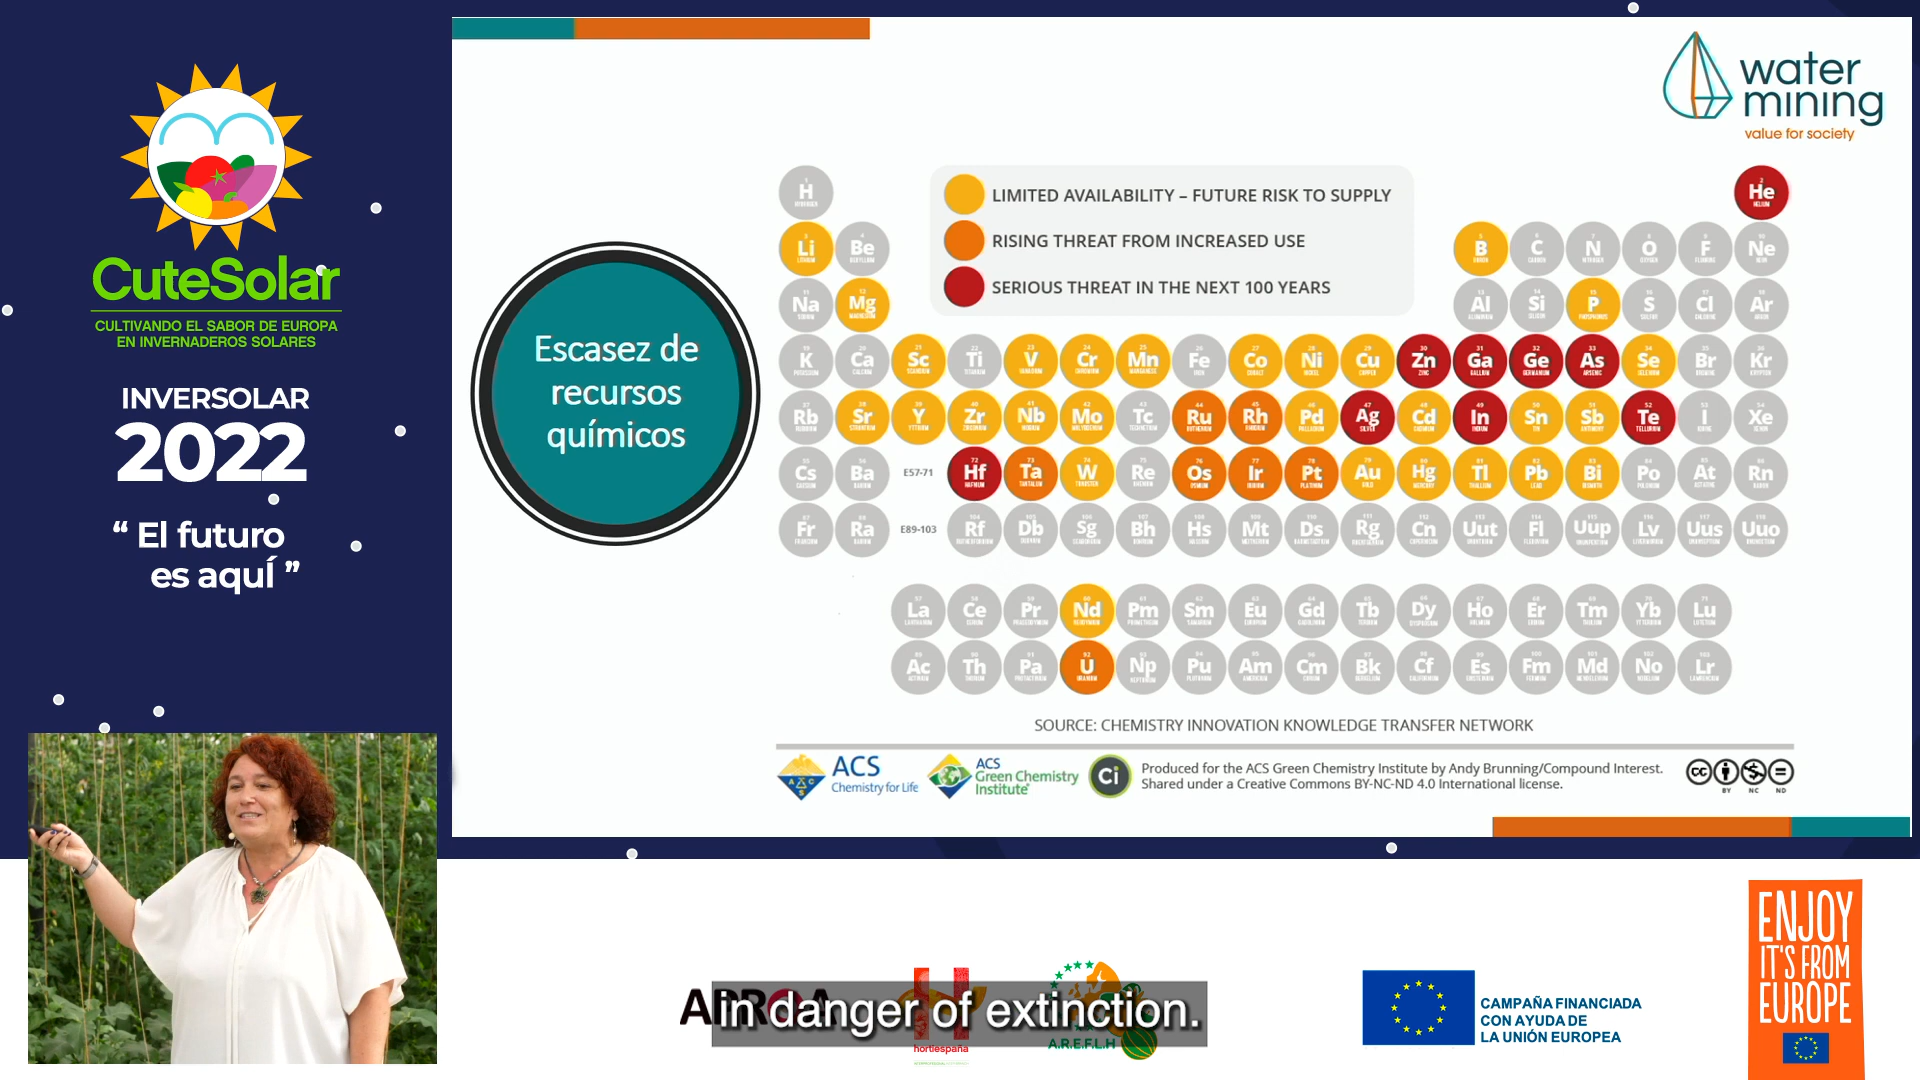 CuteSolar
CULTIVANDO EL SABOR DE EUROPA
EN INVERNADEROS SOLARES
INVERSOLAR
2022
“ El futuro
es aquÍ ”
water
mining
value for society
Escasez de
recursos
químicos
LIMITED AVAILABILITY – FUTURE RISK TO SUPPLY
RISING THREAT FROM INCREASED USE
SERIOUS THREAT IN THE NEXT 100 YEARS
H He
Li Be B C N O F Ne
Na Mg Al Si P S Cl Ar
K Ca Sc Ti V Cr Mn Fe Co Ni Cu Zn Ga Ge As Se Br Kr
Rb Sr Y Zr Nb Mo Tc Ru Rh Pd Ag Cd In Sn Sb Te I Xe
Cs Ba E57-71 Hf Ta W Re Os Ir Pt Au Hg Tl Pb Bi Po At Rn
Fr Ra E89-103 Rf Db Sg Bh Hs Mt Ds Rg Cn Uut Fl Uup Lv Uus Uuo
La Ce Pr Nd Pm Sm Eu Gd Tb Dy Ho Er Tm Yb Lu
Ac Th Pa U Np Pu Am Cm Bk Cf Es Fm Md No Lr
SOURCE: CHEMISTRY INNOVATION KNOWLEDGE TRANSFER NETWORK
ACS
Chemistry for Life
ACS
Green Chemistry
Institute
Ci
Produced for the ACS Green Chemistry Institute by Andy Brunning/Compound Interest.
Shared under a Creative Commons BY-NC-ND 4.0 International license.
cc
BY NC ND
in danger of extinction.
hortiespaña
A.R.E.F.L.H
CAMPAÑA FINANCIADA
CON AYUDA DE
LA UNIÓN EUROPEA
ENJOY
IT'S FROM
EUROPE